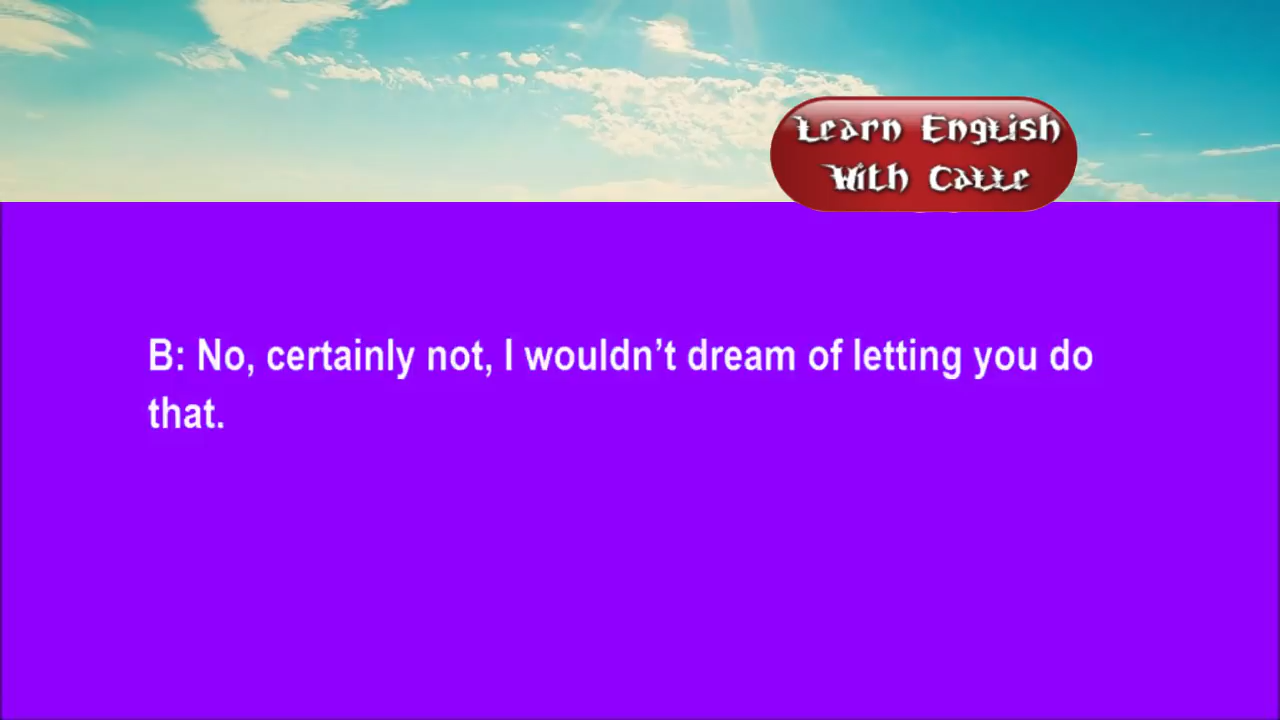 Learn English
With Catte
B: No, certainly not, I wouldn’t dream of letting you do
that.